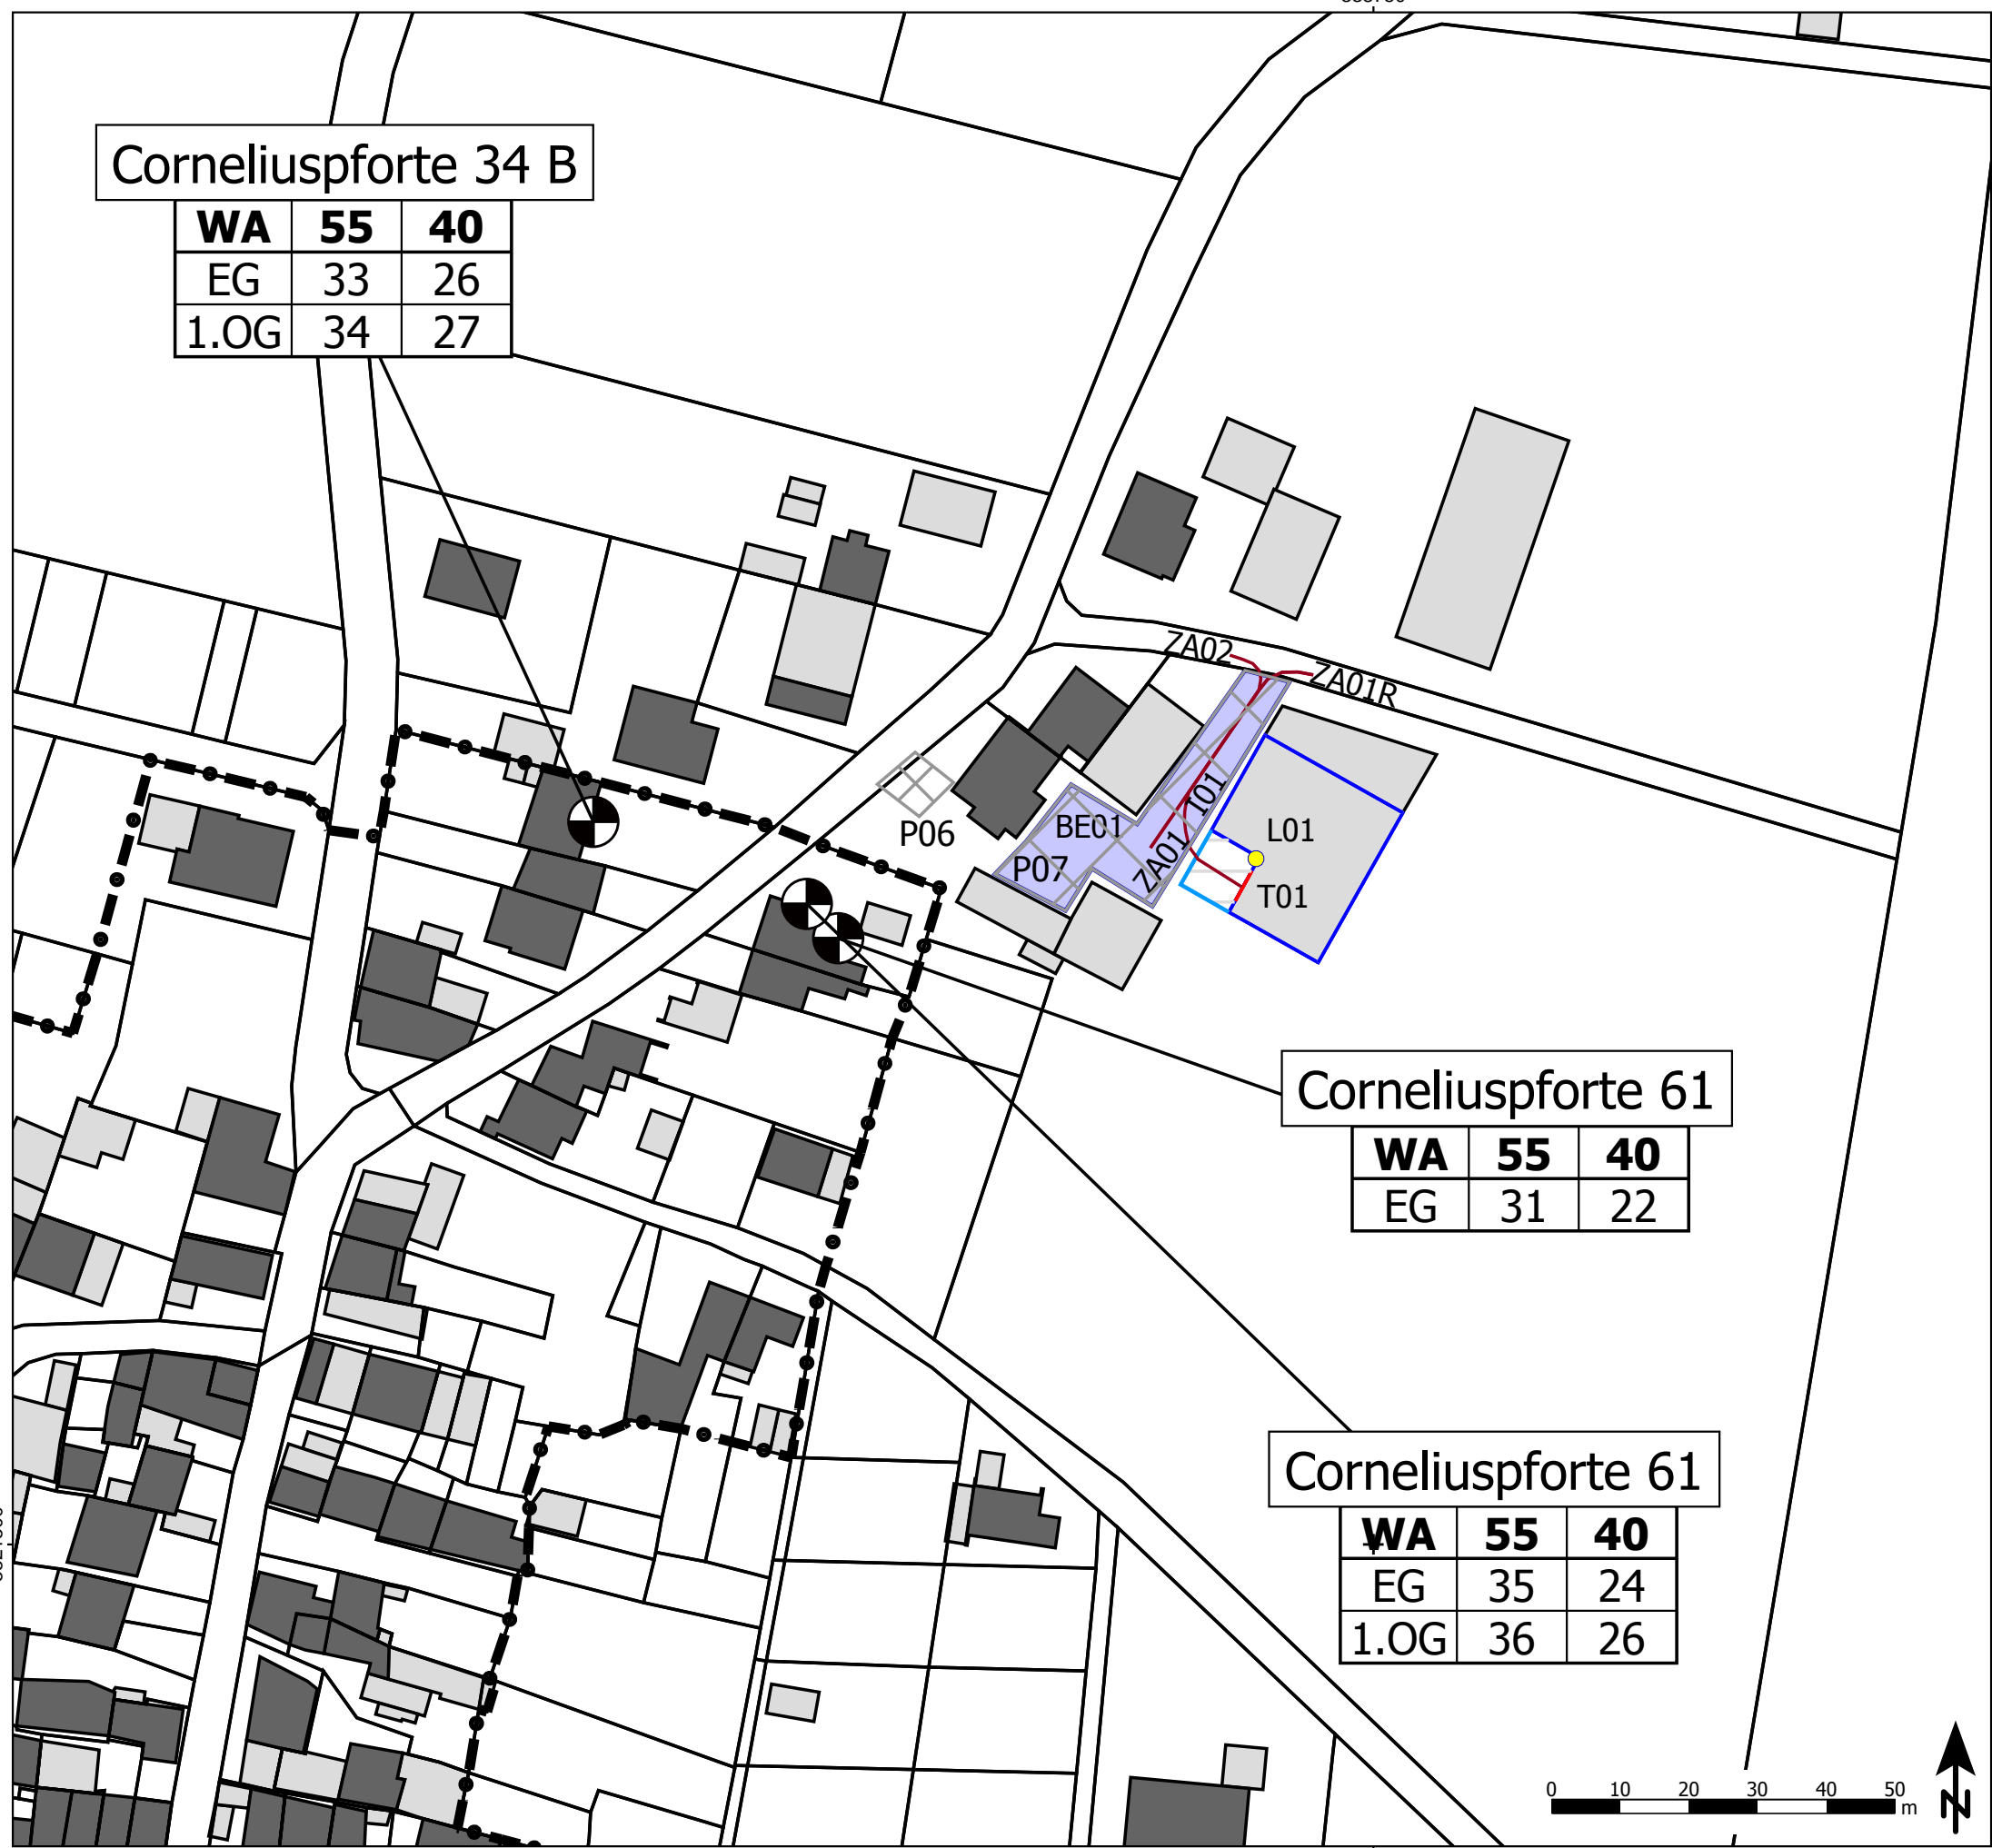 Corneliuspforte 34 B
WA 55 40
EG 33 26
1.OG 34 27
ZA02
ZA01R
I01
L01
P06
BE01
P07
ZA01
T01
Corneliuspforte 61
WA 55 40
EG 31 22
Corneliuspforte 61
WA 55 40
EG 35 24
1.OG 36 26
0 10 20 30 40 50
m
N